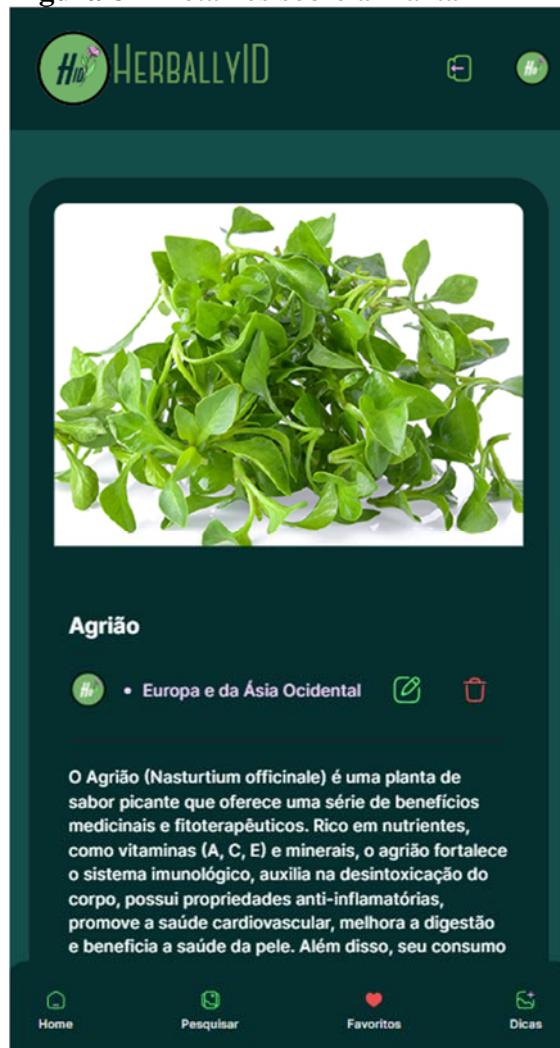 HERBALLYID
Agrião
• Europa e da Ásia Ocidental
O Agrião (Nasturtium officinale) é uma planta de
sabor picante que oferece uma série de benefícios
medicinais e fitoterapêuticos. Rico em nutrientes,
como vitaminas (A, C, E) e minerais, o agrião fortalece
o sistema imunológico, auxilia na desintoxicação do
corpo, possui propriedades anti-inflamatórias,
promove a saúde cardiovascular, melhora a digestão
e beneficia a saúde da pele. Além disso, seu consumo
Home Pesquisar Favoritos Dicas